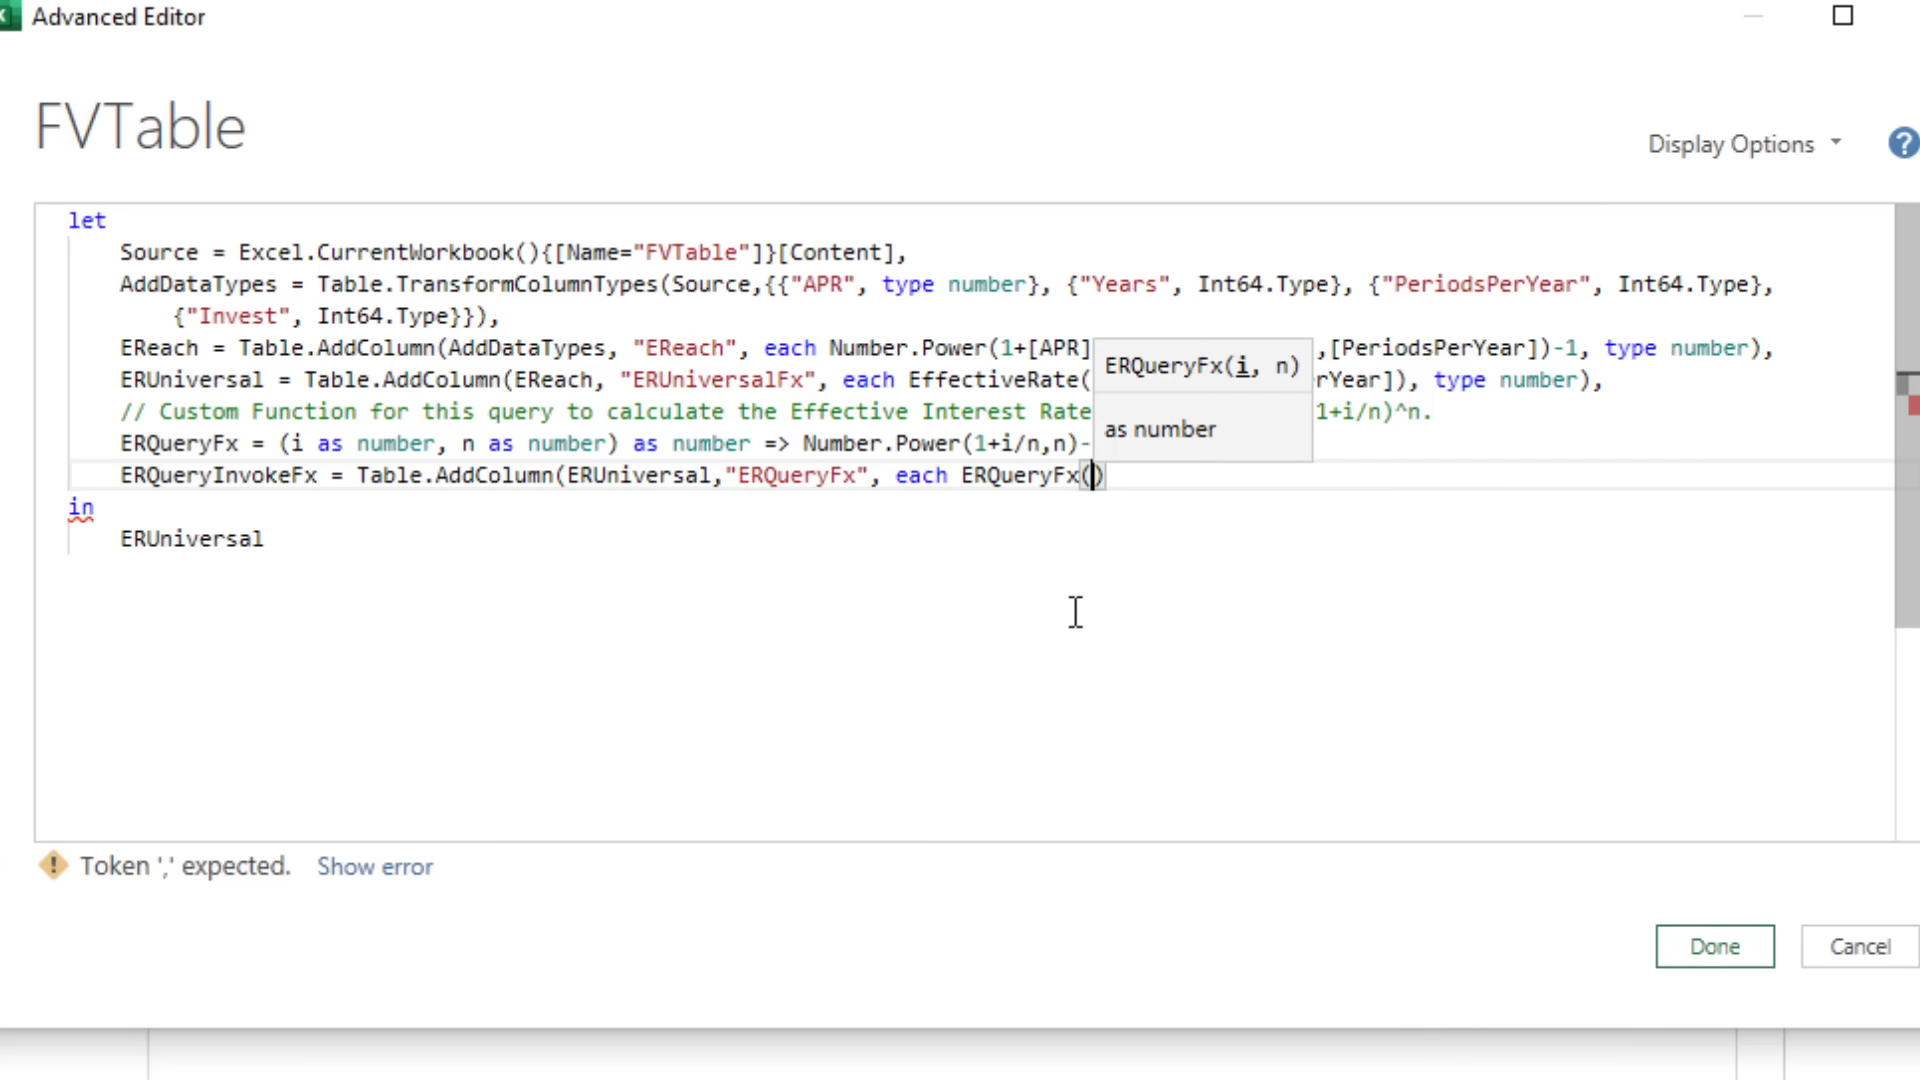 Advanced Editor
FVTable
Display Options
?
let
Source = Excel.CurrentWorkbook(){[Name="FVTable"]}[Content],
AddDataTypes = Table.TransformColumnTypes(Source,{{"APR", type number}, {"Years", Int64.Type}, {"PeriodsPerYear", Int64.Type},
{"Invest", Int64.Type}}),
EReach = Table.AddColumn(AddDataTypes, "EReach", each Number.Power(1+[APR] ,[PeriodsPerYear])-1, type number),
ERUniversal = Table.AddColumn(EReach, "ERUniversalFx", each EffectiveRate( rYear]), type number),
// Custom Function for this query to calculate the Effective Interest Rate 1+i/n)^n.
ERQueryFx = (i as number, n as number) as number => Number.Power(1+i/n,n)-
ERQueryInvokeFx = Table.AddColumn(ERUniversal,"ERQueryFx", each ERQueryFx()
ERQueryFx(i, n)
as number
in
ERUniversal
Token ',' expected. Show error
Done Cancel